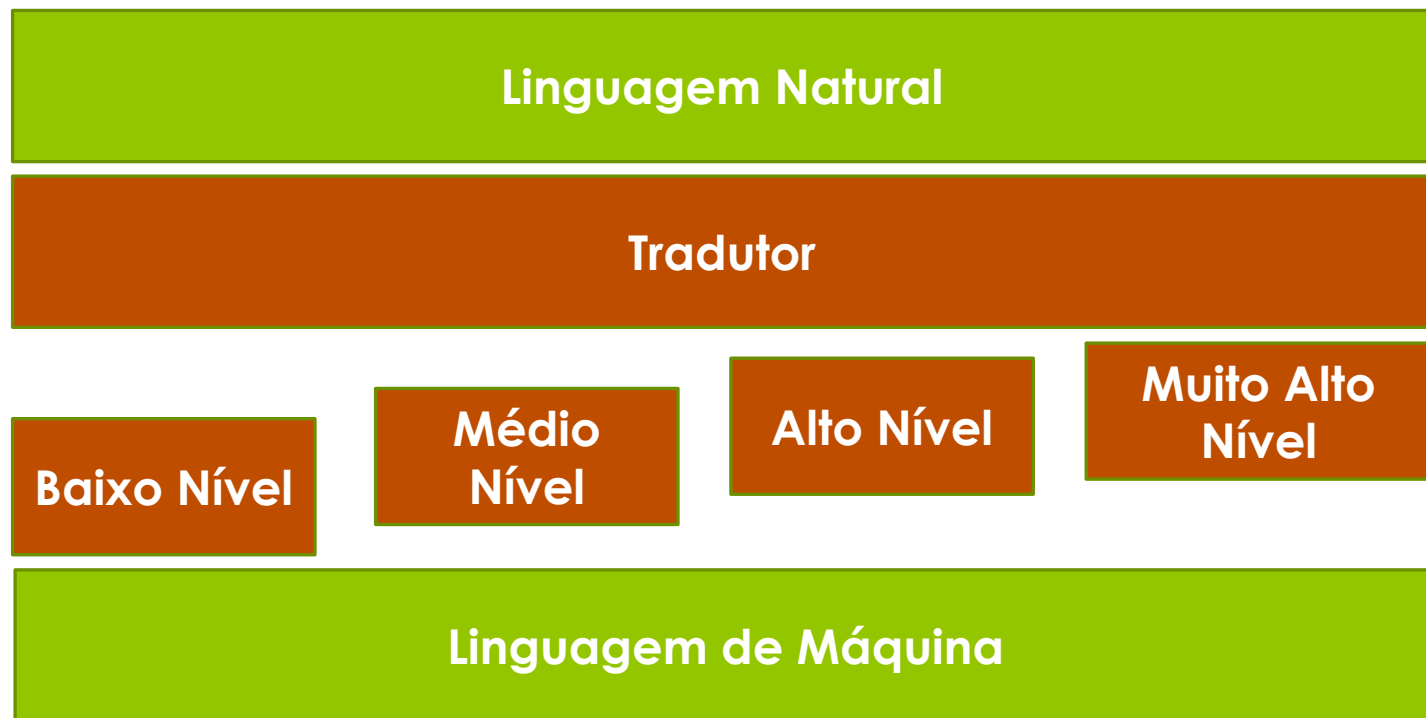 Linguagem Natural
Tradutor
Baixo Nível
Médio
Nível
Alto Nível
Muito Alto
Nível
Linguagem de Máquina